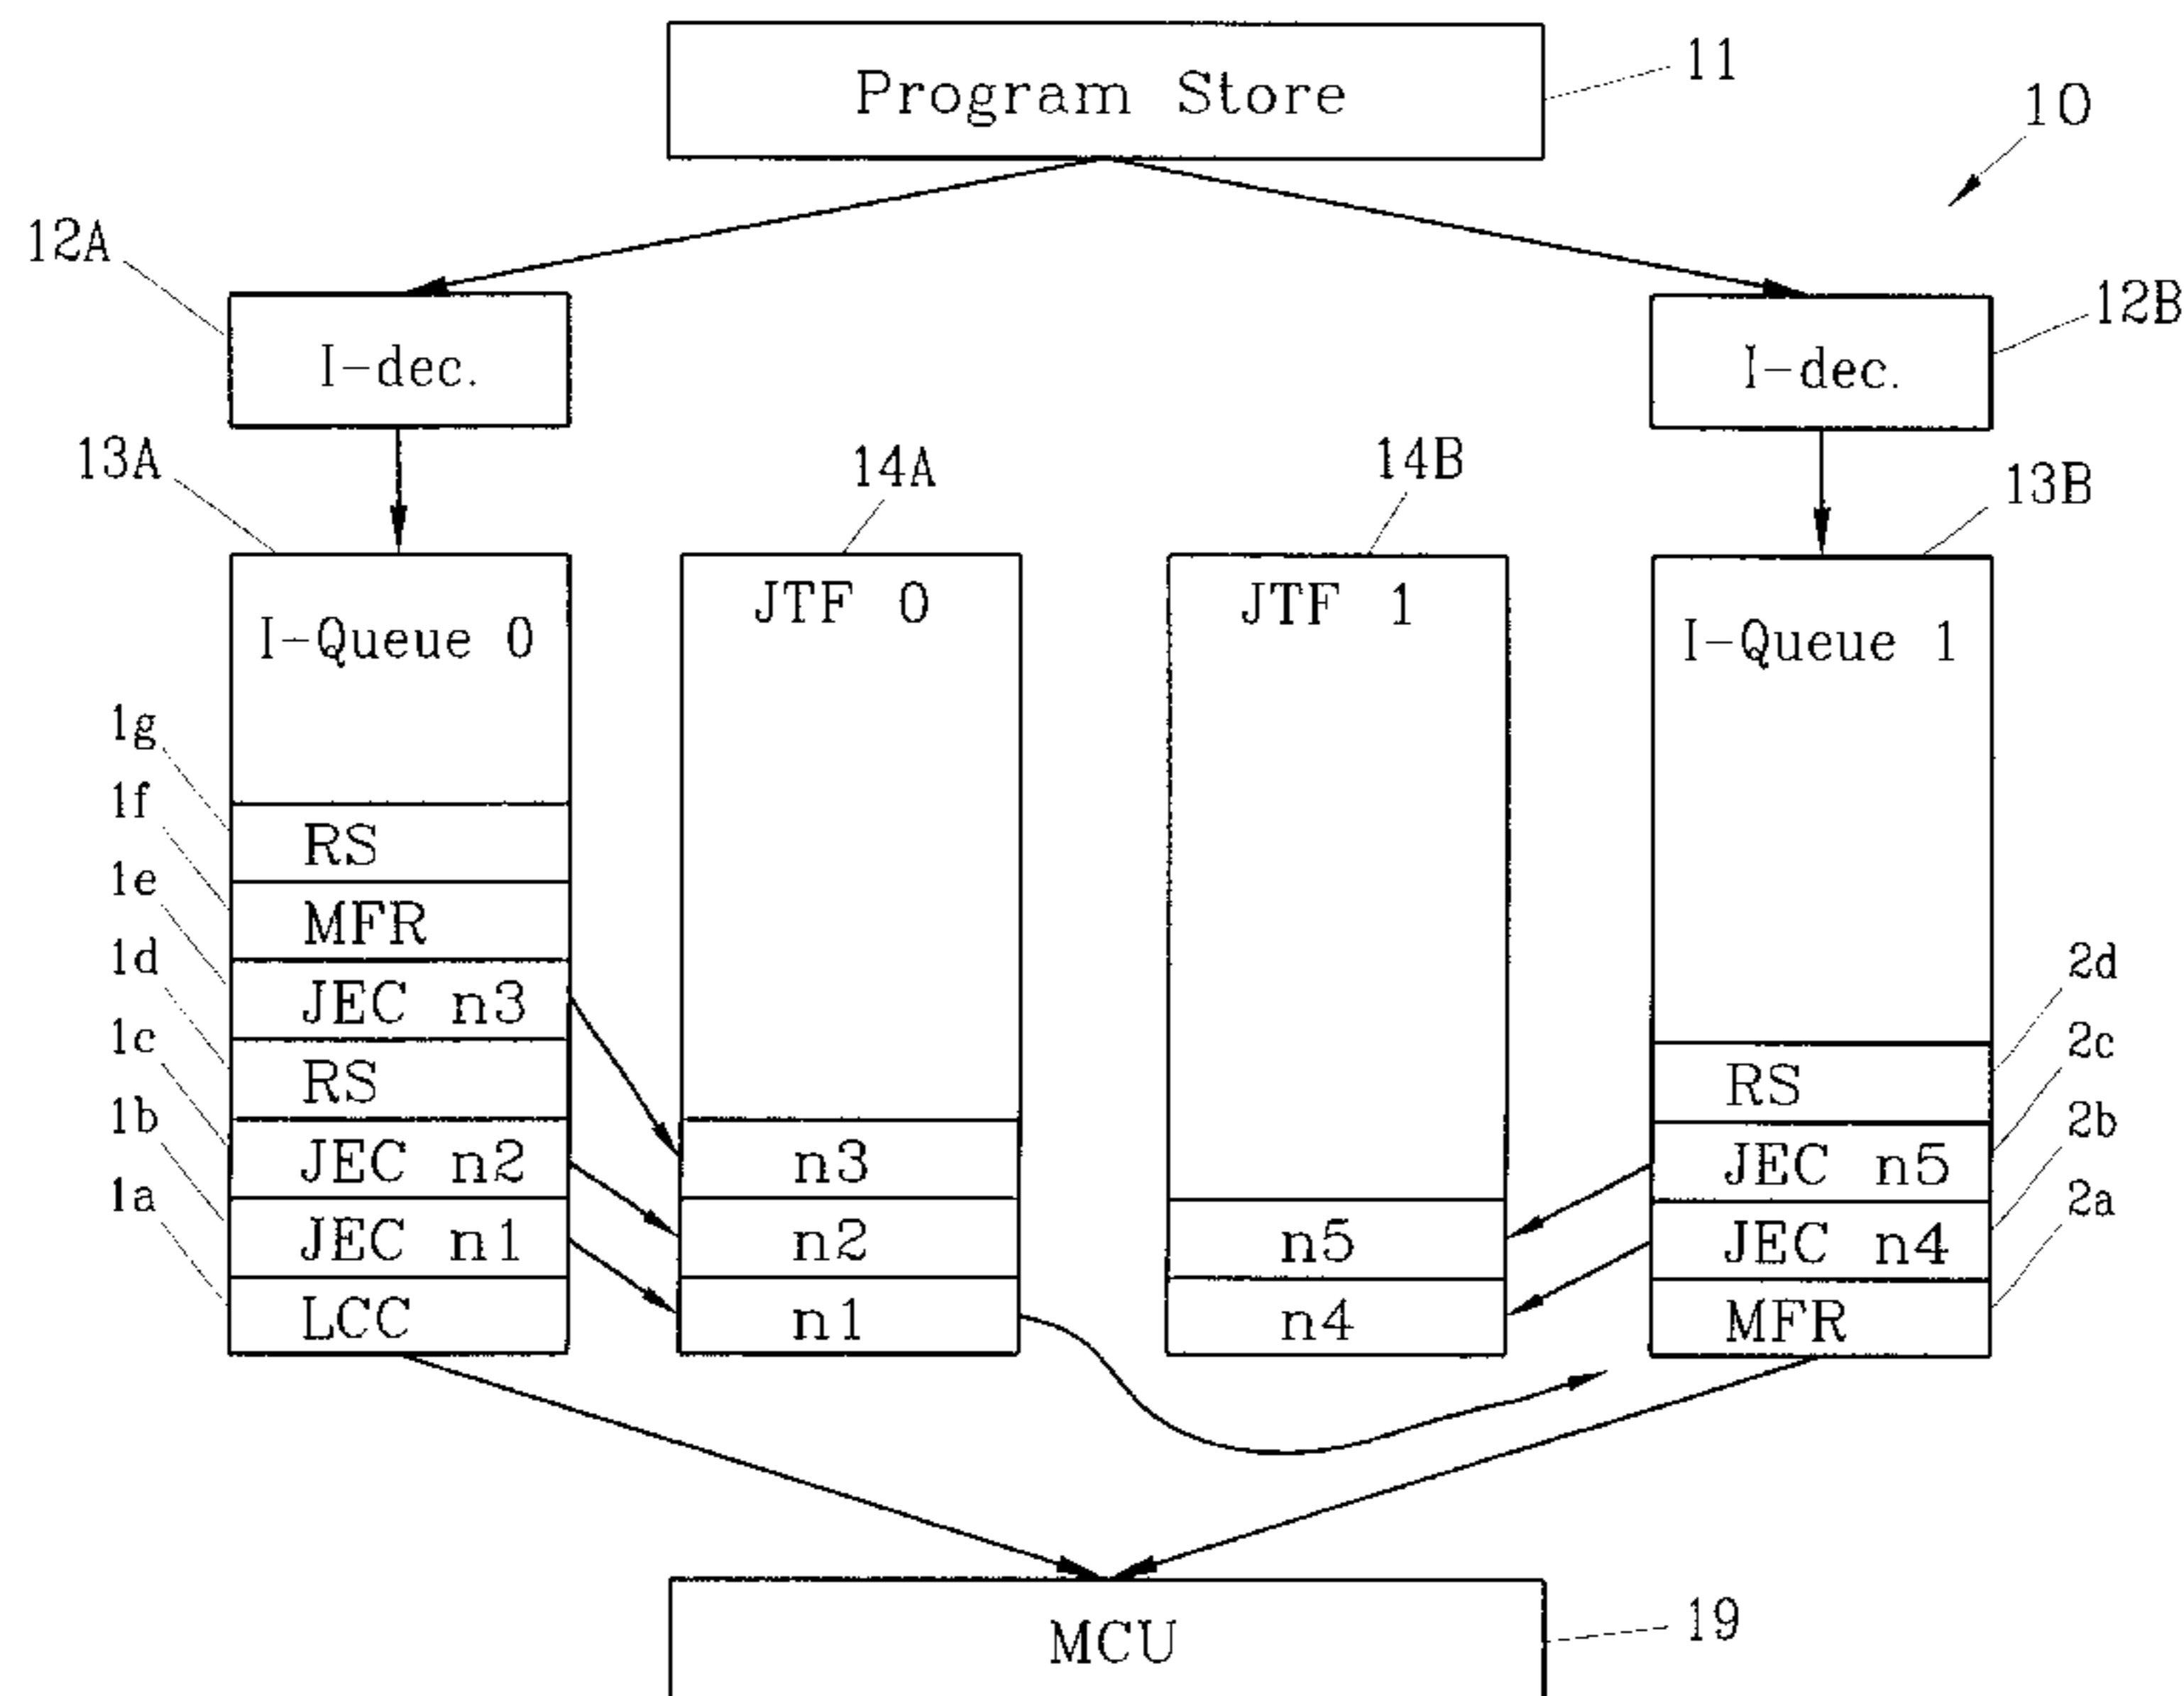 Program Store
11
10
12A
I-dec.
12B
I-dec.
13A
14A
14B
13B
I-Queue 0
JTF 0
JTF 1
I-Queue 1
1g
RS
1f
MFR
1e
JEC n3
1d
RS
1c
JEC n2
1b
JEC n1
1a
LCC
n3
n2
n1
n5
n4
2d
RS
2c
JEC n5
2b
JEC n4
2a
MFR
MCU
19